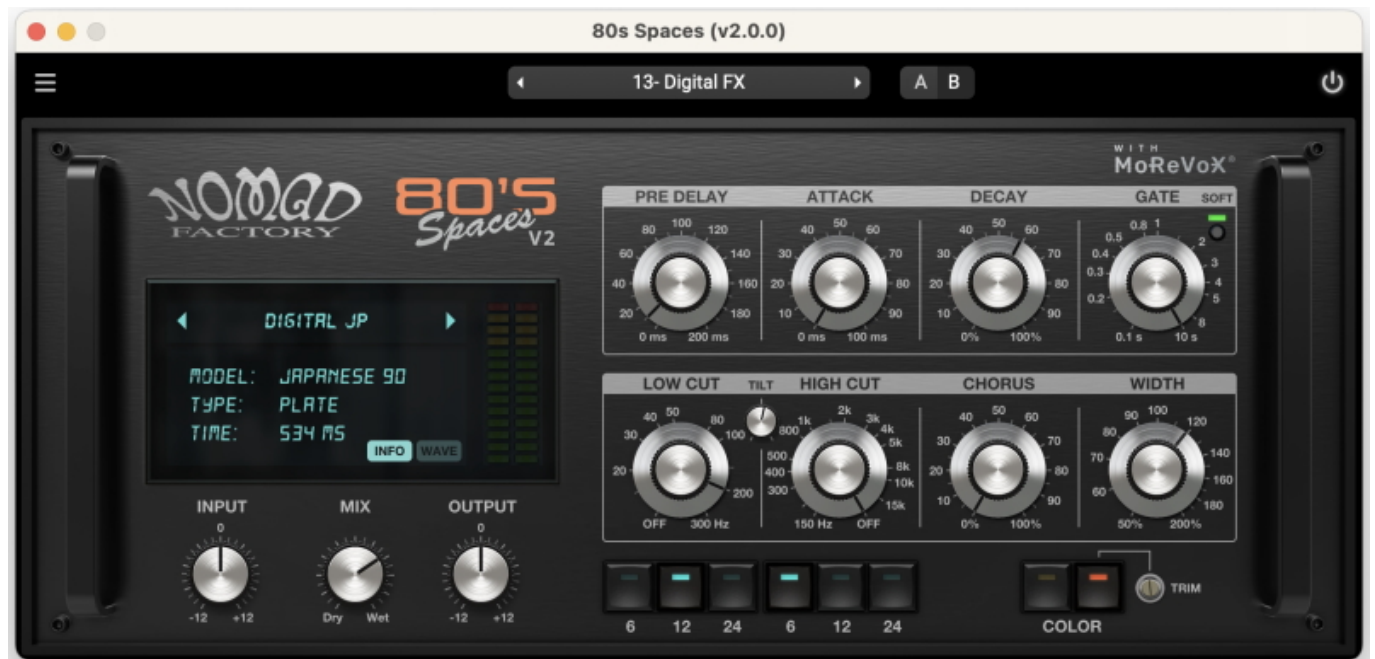 80s Spaces (v2.0.0)
13- Digital FX
A B
WITH
MoReVoX®
NOMAD
FACTORY
80'S
Spaces
V2
PRE DELAY ATTACK DECAY GATE SOFT
80 100 120
60 140
40 160
20 180
0 ms 200 ms
40 50 60
30 70
20 80
10 90
0 ms 100 ms
40 50 60
30 70
20 80
10 90
0% 100%
0.8 1
0.5 2
0.4 3
0.3 4
0.2 5
8
0.1 s 10 s
DIGITAL JP
MODEL: JAPANESE 90
TYPE: PLATE
TIME: 534 MS
INFO WAVE
LOW CUT TILT HIGH CUT CHORUS WIDTH
40 50
30 80
100
20 200
OFF 300 Hz
2k
1k 3k
800 4k
5k
500
400 8k
300 10k
15k
150 Hz OFF
40 50 60
30 70
20 80
10 90
0% 100%
90 100 120
80
70 140
160
60 180
50% 200%
INPUT MIX OUTPUT
0 0
-12 +12 Dry Wet -12 +12
6 12 24 6 12 24
COLOR
TRIM